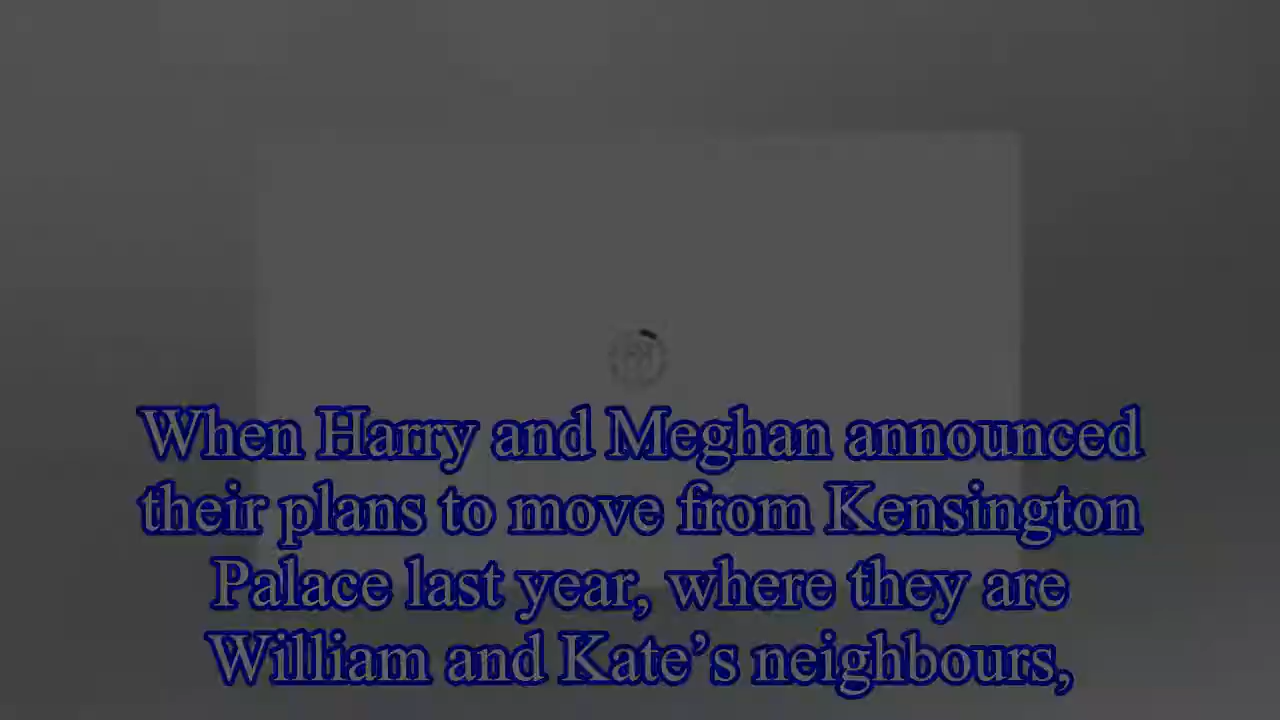 When Harry and Meghan announced
their plans to move from Kensington
Palace last year, where they are
William and Kate’s neighbours,